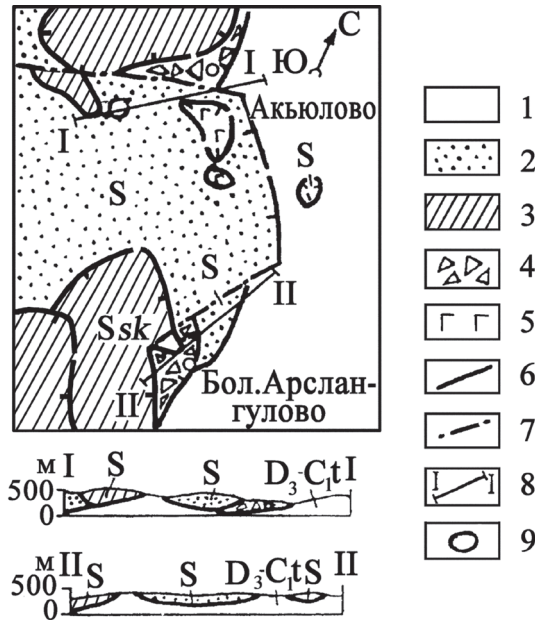 С
I Ю
Акьюлово
I
S
S
S
II
Ssk
II
Бол.Арслан-
гулово
м I S S D₃-C₁t I
500
0
м II S S D₃-C₁t S II
500
0
1
2
3
4
5
6
7
I I 8
9